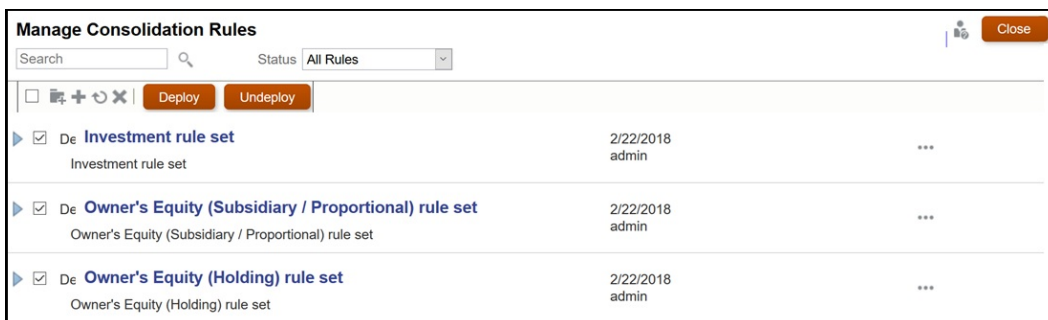 Manage Consolidation Rules
Close
Search
Status All Rules
Deploy Undeploy
De Investment rule set 2/22/2018
admin
Investment rule set
De Owner's Equity (Subsidiary / Proportional) rule set 2/22/2018
admin
Owner's Equity (Subsidiary / Proportional) rule set
De Owner's Equity (Holding) rule set 2/22/2018
admin
Owner's Equity (Holding) rule set